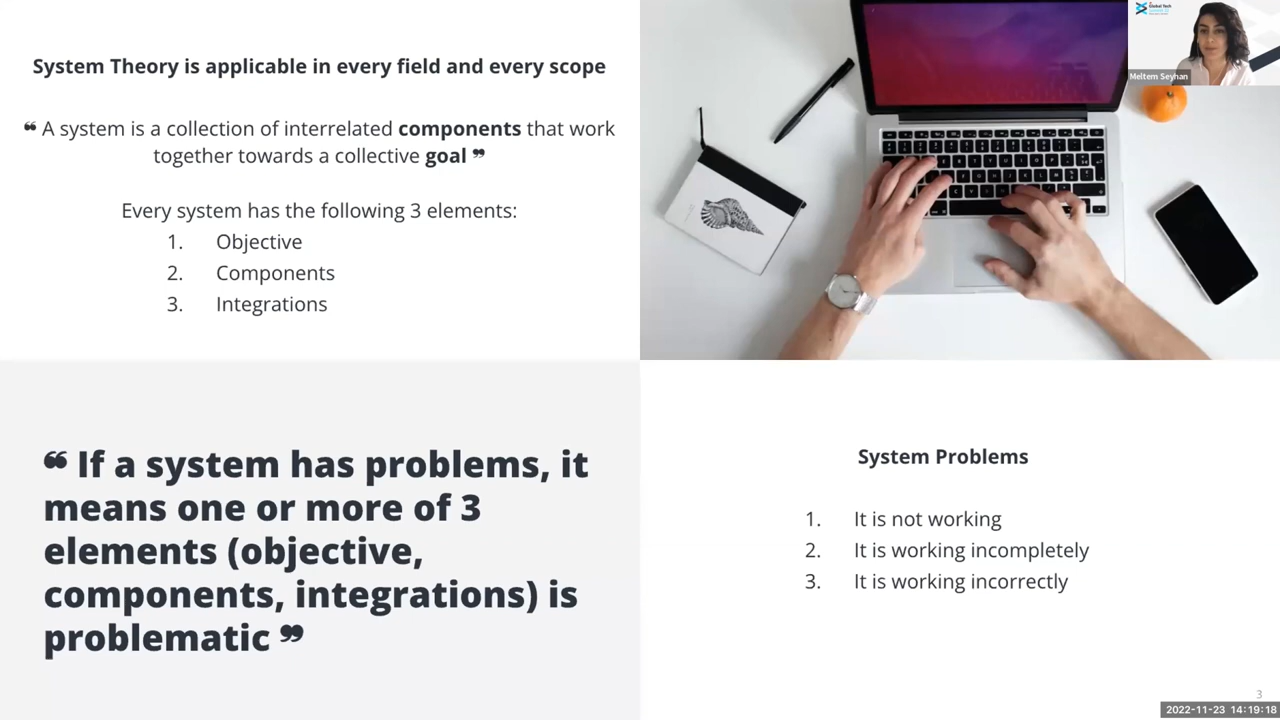 System Theory is applicable in every field and every scope
❝ A system is a collection of interrelated components that work
together towards a collective goal ❞
Every system has the following 3 elements:
1. Objective
2. Components
3. Integrations
Global Tech
Meltem Seyhan
❝ If a system has problems, it
means one or more of 3
elements (objective,
components, integrations) is
problematic ❞
System Problems
1. It is not working
2. It is working incompletely
3. It is working incorrectly
3
2022-11-23 14:19:18